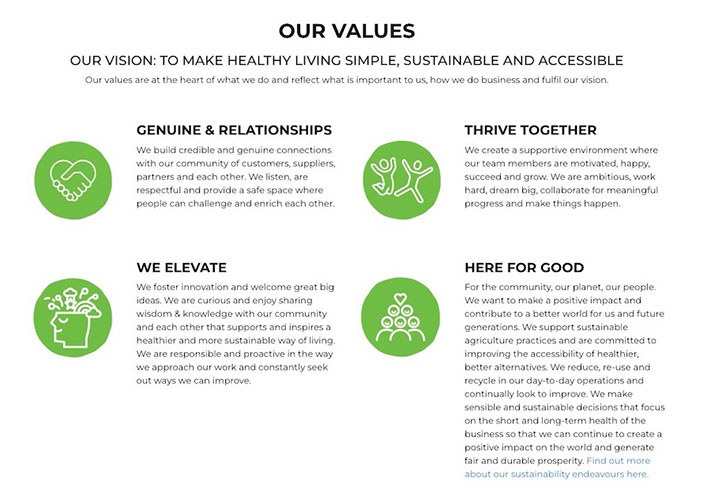 OUR VALUES
OUR VISION: TO MAKE HEALTHY LIVING SIMPLE, SUSTAINABLE AND ACCESSIBLE
Our values are at the heart of what we do and reflect what is important to us, how we do business and fulfil our vision.
GENUINE & RELATIONSHIPS
We build credible and genuine connections
with our community of customers, suppliers,
partners and each other. We listen, are
respectful and provide a safe space where
people can challenge and enrich each other.
THRIVE TOGETHER
We create a supportive environment where
our team members are motivated, happy,
succeed and grow. We are ambitious, work
hard, dream big, collaborate for meaningful
progress and make things happen.
WE ELEVATE
We foster innovation and welcome great big
ideas. We are curious and enjoy sharing
wisdom & knowledge with our community
and each other that supports and inspires a
healthier and more sustainable way of living.
We are responsible and proactive in the way
we approach our work and constantly seek
out ways we can improve.
HERE FOR GOOD
For the community, our planet, our people.
We want to make a positive impact and
contribute to a better world for us and future
generations. We support sustainable
agriculture practices and are committed to
improving the accessibility of healthier,
better alternatives. We reduce, re-use and
recycle in our day-to-day operations and
continually look to improve. We make
sensible and sustainable decisions that focus
on the short and long-term health of the
business so that we can continue to create a
positive impact on the world and generate
fair and durable prosperity. Find out more
about our sustainability endeavours here.